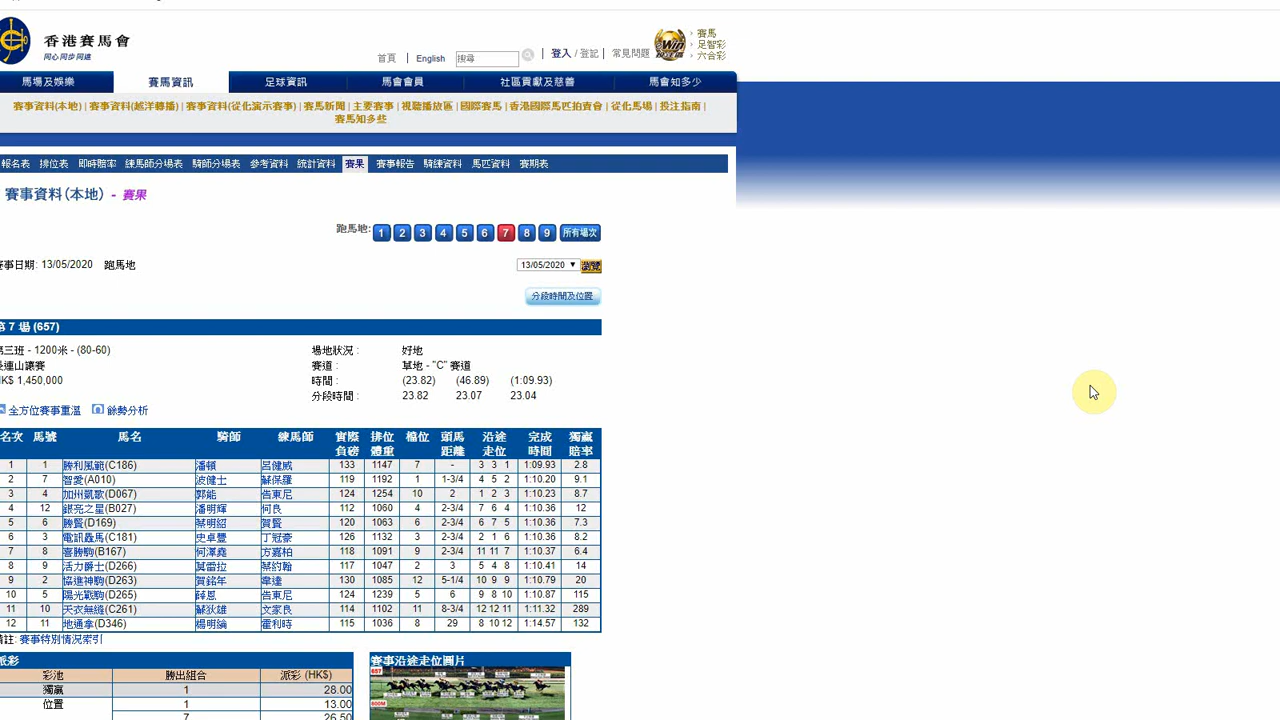 香港賽馬會
同心同步同進
首頁 | English 搜尋 | 登入 / 登記 | 常見問題
Win
賽馬
足智彩
六合彩
馬場及娛樂 賽馬資訊 足球資訊 馬會會員 社區貢獻及慈善 馬會知多少
賽事資料(本地) | 賽事資料(越洋轉播) | 賽事資料(從化演示賽事) | 賽馬新聞 | 主要賽事 | 視聽播放區 | 國際賽馬 | 香港國際馬匹拍賣會 | 從化馬場 | 投注指南 |
賽馬知多些
報名表 排位表 即時賠率 練馬師分場表 騎師分場表 參考資料 統計資料 賽果 賽事報告 騎練資料 馬匹資料 賽期表
賽事資料(本地) - 賽果
跑馬地: 1 2 3 4 5 6 7 8 9 所有場次
賽事日期: 13/05/2020 跑馬地 13/05/2020 瀏覽
分段時間及位置
第 7 場 (657)
第三班 - 1200米 - (80-60) 場地狀況 : 好地
連山讓賽 賽道 : 草地 - "C" 賽道
HK$ 1,450,000 時間 : (23.82) (46.89) (1:09.93)
分段時間 : 23.82 23.07 23.04
全方位賽事重溫 餘勢分析
名次 馬號 馬名 騎師 練馬師 實際負磅 排位體重 檔位 頭馬距離 沿途走位 完成時間 獨贏賠率
1 1 勝利風範(C186) 潘頓 呂健威 133 1147 7 - 3 3 1 1:09.93 2.8
2 7 智愛(A010) 波健士 蘇保羅 119 1192 1 1-3/4 4 5 2 1:10.20 9.1
3 4 加州凱歌(D067) 郭能 告東尼 124 1254 10 2 1 2 3 1:10.23 8.7
4 12 銀亮之星(B027) 潘明輝 何良 112 1060 4 2-3/4 7 6 4 1:10.36 12
5 6 勝賢(D169) 蔡明紹 賀賢 120 1063 6 2-3/4 6 7 5 1:10.36 7.3
6 3 電訊驫馬(C181) 史卓豐 丁冠豪 126 1132 3 2-3/4 2 1 6 1:10.36 8.2
7 8 喜勝駒(B167) 何澤堯 方嘉柏 118 1091 9 2-3/4 11 11 7 1:10.37 6.4
8 9 活力爵士(D266) 莫雷拉 蔡約翰 117 1047 2 3 5 4 8 1:10.41 14
9 2 協進神駒(D263) 賀銘年 韋達 130 1085 12 5-1/4 10 9 9 1:10.79 20
10 5 陽光戰駒(D265) 薛恩 告東尼 124 1239 5 6 9 8 10 1:10.87 115
11 10 天衣無縫(C261) 蘇狄雄 文家良 114 1102 11 8-3/4 12 12 11 1:11.32 289
12 11 地通拿(D346) 楊明綸 霍利時 115 1036 8 29 8 10 12 1:14.57 132
備註: 賽事特別情況索引
派彩 賽事沿途走位圖片
彩池 勝出組合 派彩 (HK$)
獨贏 1 28.00
位置 1 13.00
7 26.50
657
800M